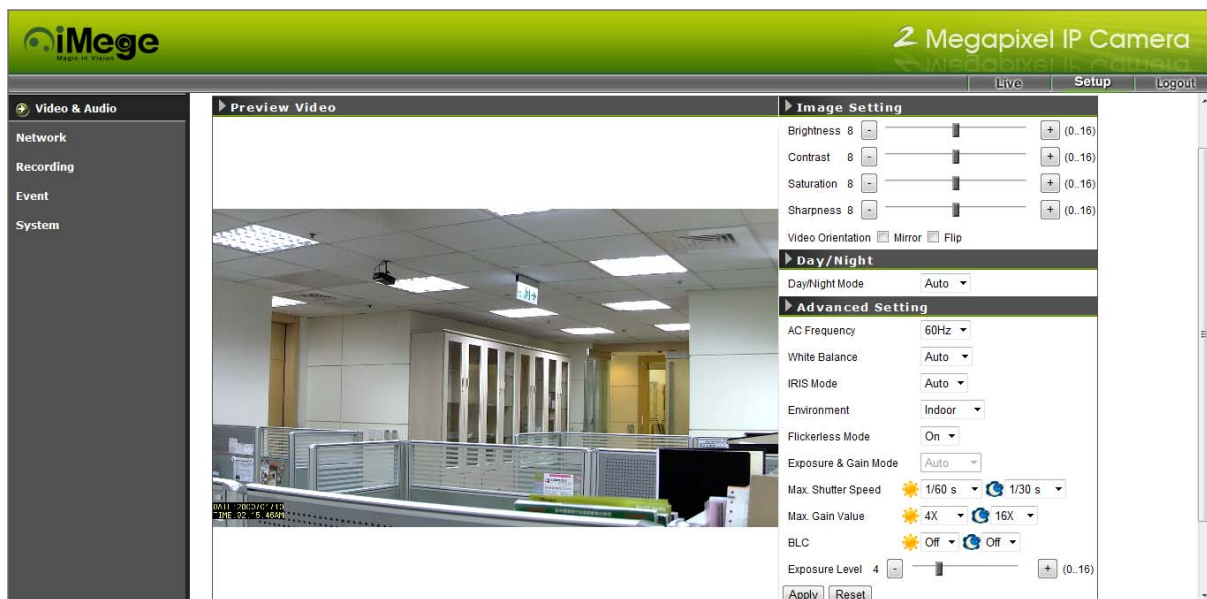 iMege
Magic in Vision
2 Megapixel IP Camera
Live
Setup
Logout
Video & Audio
Network
Recording
Event
System
Preview Video
Image Setting
Brightness 8 - + (0..16)
Contrast 8 - + (0..16)
Saturation 8 - + (0..16)
Sharpness 8 - + (0..16)
Video Orientation Mirror Flip
Day/Night
Day/Night Mode Auto
Advanced Setting
AC Frequency 60Hz
White Balance Auto
IRIS Mode Auto
Environment Indoor
Flickerless Mode On
Exposure & Gain Mode Auto
Max. Shutter Speed 1/60 s 1/30 s
Max. Gain Value 4X 16X
BLC Off Off
Exposure Level 4 - + (0..16)
Apply Reset